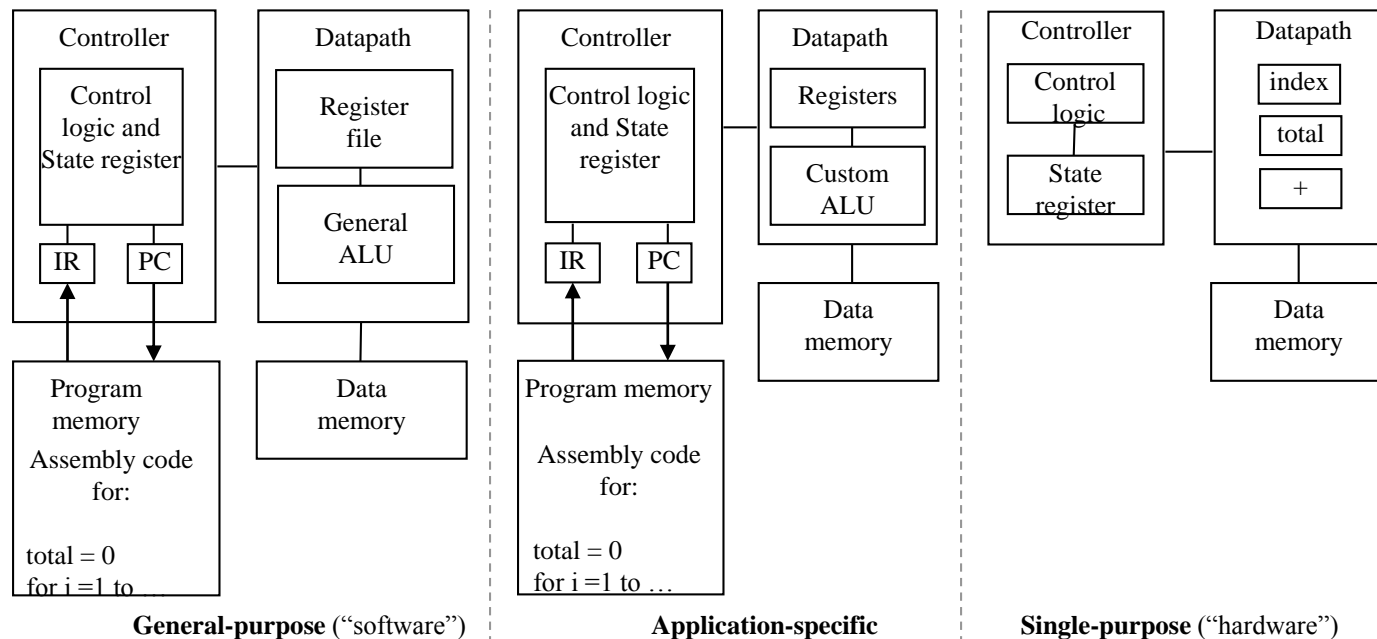 Controller
Control
logic and
State register
IR
PC
Datapath
Register
file
General
ALU
Program
memory
Assembly code
for:
total = 0
for i =1 to …
Data
memory
General-purpose (“software”)
Controller
Control logic
and State
register
IR
PC
Datapath
Registers
Custom
ALU
Data
memory
Program memory
Assembly code
for:
total = 0
for i =1 to …
Application-specific
Controller
Control
logic
State
register
Datapath
index
total
+
Data
memory
Single-purpose (“hardware”)